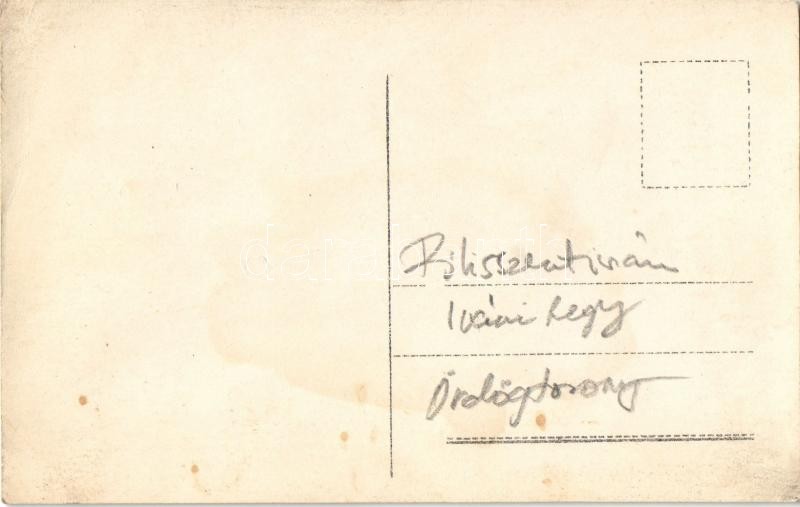 Pilisszentiván
Iváni hegy
Ördögtorony